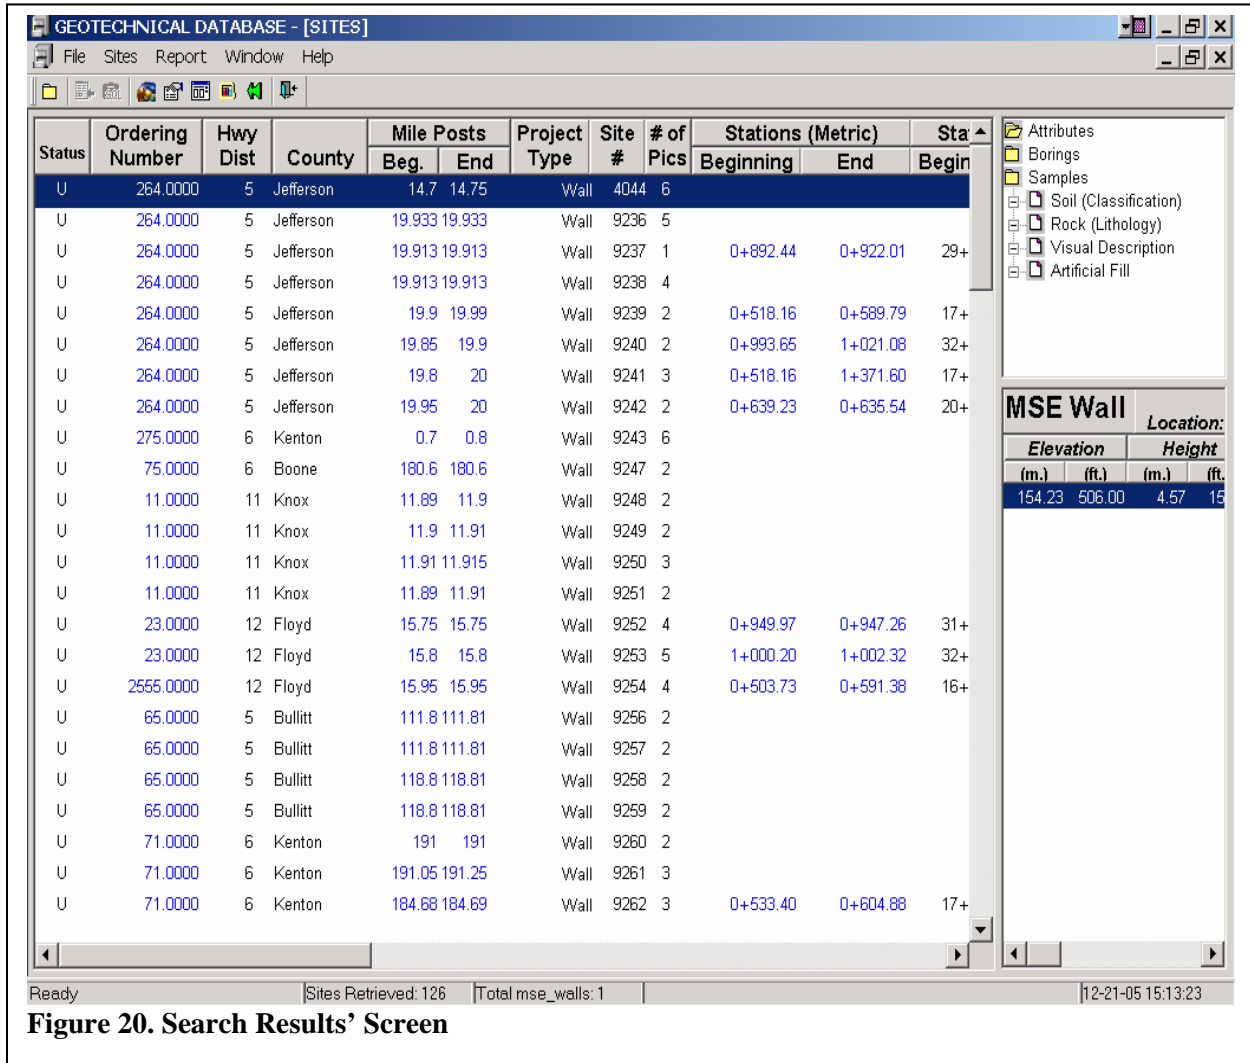 GEOTECHNICAL DATABASE - [SITES]
File Sites Report Window Help
Status Ordering Number Hwy Dist County Mile Posts Beg. End Project Type Site # # of Pics Stations (Metric) Beginning End Sta Begin
U 264.0000 5 Jefferson 14.7 14.75 Wall 4044 6
U 264.0000 5 Jefferson 19.933 19.933 Wall 9236 5
U 264.0000 5 Jefferson 19.913 19.913 Wall 9237 1 0+892.44 0+922.01 29+
U 264.0000 5 Jefferson 19.913 19.913 Wall 9238 4
U 264.0000 5 Jefferson 19.9 19.99 Wall 9239 2 0+518.16 0+589.79 17+
U 264.0000 5 Jefferson 19.85 19.9 Wall 9240 2 0+993.65 1+021.08 32+
U 264.0000 5 Jefferson 19.8 20 Wall 9241 3 0+518.16 1+371.60 17+
U 264.0000 5 Jefferson 19.95 20 Wall 9242 2 0+639.23 0+635.54 20+
U 275.0000 6 Kenton 0.7 0.8 Wall 9243 6
U 75.0000 6 Boone 180.6 180.6 Wall 9247 2
U 11.0000 11 Knox 11.89 11.9 Wall 9248 2
U 11.0000 11 Knox 11.9 11.91 Wall 9249 2
U 11.0000 11 Knox 11.91 11.915 Wall 9250 3
U 11.0000 11 Knox 11.89 11.91 Wall 9251 2
U 23.0000 12 Floyd 15.75 15.75 Wall 9252 4 0+949.97 0+947.26 31+
U 23.0000 12 Floyd 15.8 15.8 Wall 9253 5 1+000.20 1+002.32 32+
U 2555.0000 12 Floyd 15.95 15.95 Wall 9254 4 0+503.73 0+591.38 16+
U 65.0000 5 Bullitt 111.8 111.81 Wall 9256 2
U 65.0000 5 Bullitt 111.8 111.81 Wall 9257 2
U 65.0000 5 Bullitt 118.8 118.81 Wall 9258 2
U 65.0000 5 Bullitt 118.8 118.81 Wall 9259 2
U 71.0000 6 Kenton 191 191 Wall 9260 2
U 71.0000 6 Kenton 191.05 191.25 Wall 9261 3
U 71.0000 6 Kenton 184.68 184.69 Wall 9262 3 0+533.40 0+604.88 17+
Attributes
Borings
Samples
Soil (Classification)
Rock (Lithology)
Visual Description
Artificial Fill
MSE Wall Location:
Elevation Height
(m.) (ft.) (m.) (ft.
154.23 506.00 4.57 15
Ready Sites Retrieved: 126 Total mse_walls: 1 12-21-05 15:13:23
Figure 20. Search Results’ Screen